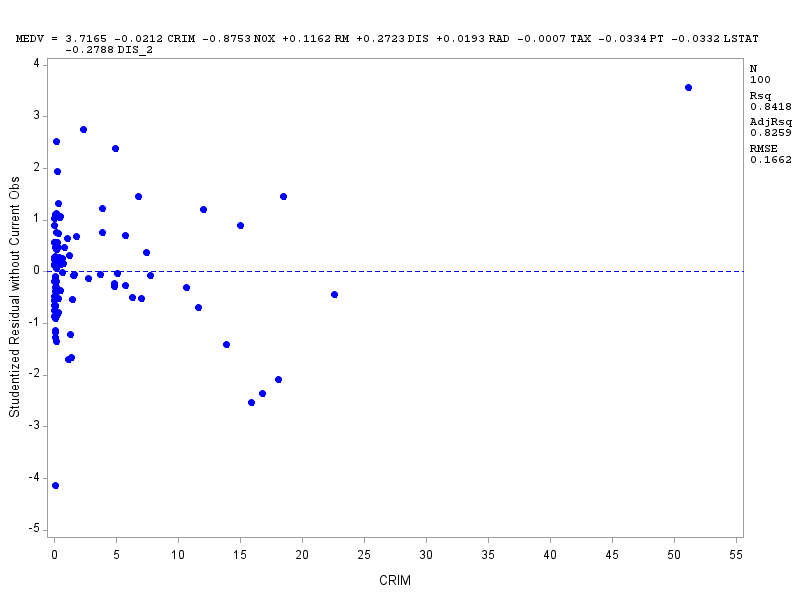 MEDV = 3.7165 -0.0212 CRIM -0.8753 NOX +0.1162 RM +0.2723 DIS +0.0193 RAD -0.0007 TAX -0.0334 PT -0.0332 LSTAT
-0.2788 DIS_2
N
100
Rsq
0.8418
AdjRsq
0.8259
RMSE
0.1662
Studentized Residual without Current Obs
4
3
2
1
0
-1
-2
-3
-4
-5
0 5 10 15 20 25 30 35 40 45 50 55
CRIM